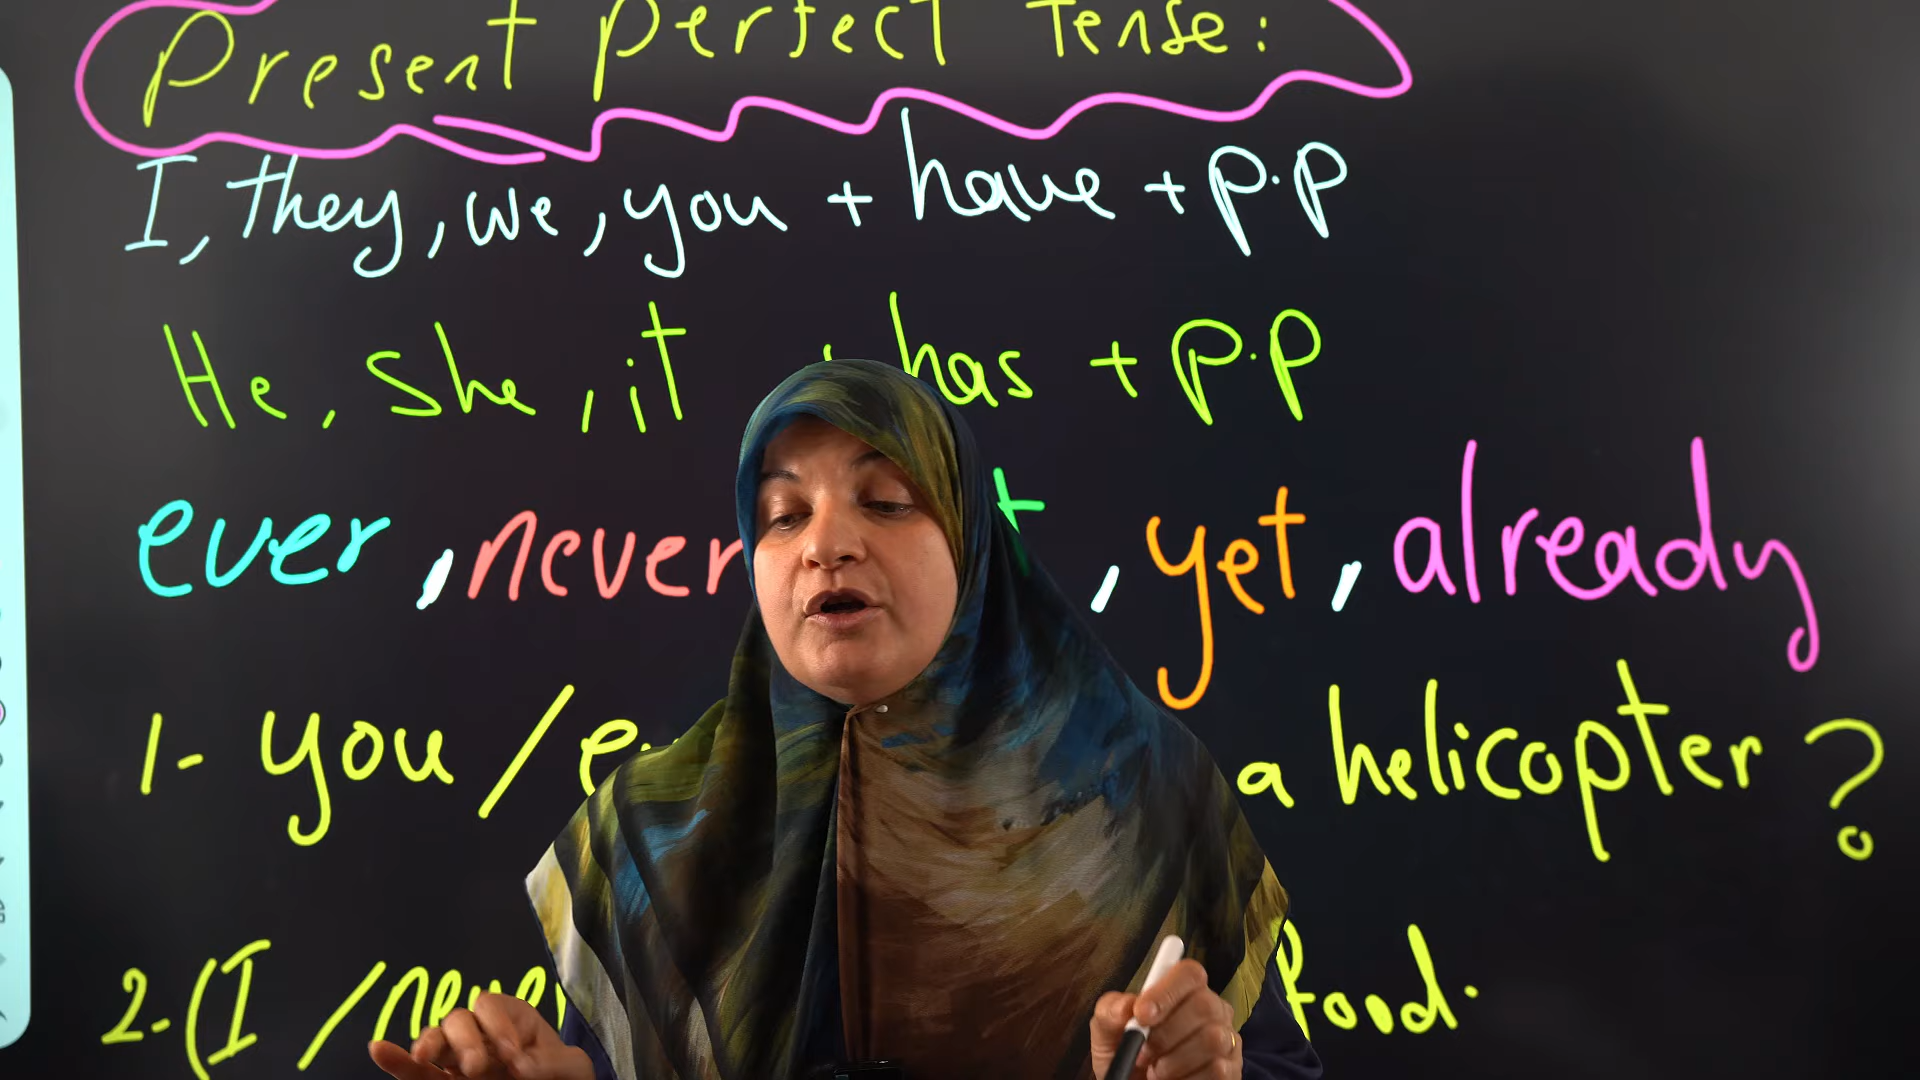 Present Perfect Tense:
I, they, we, you + have + p.p
He, She, it has + p.p
ever, never , yet, already
1- you / a helicopter?
2- (I / never food.